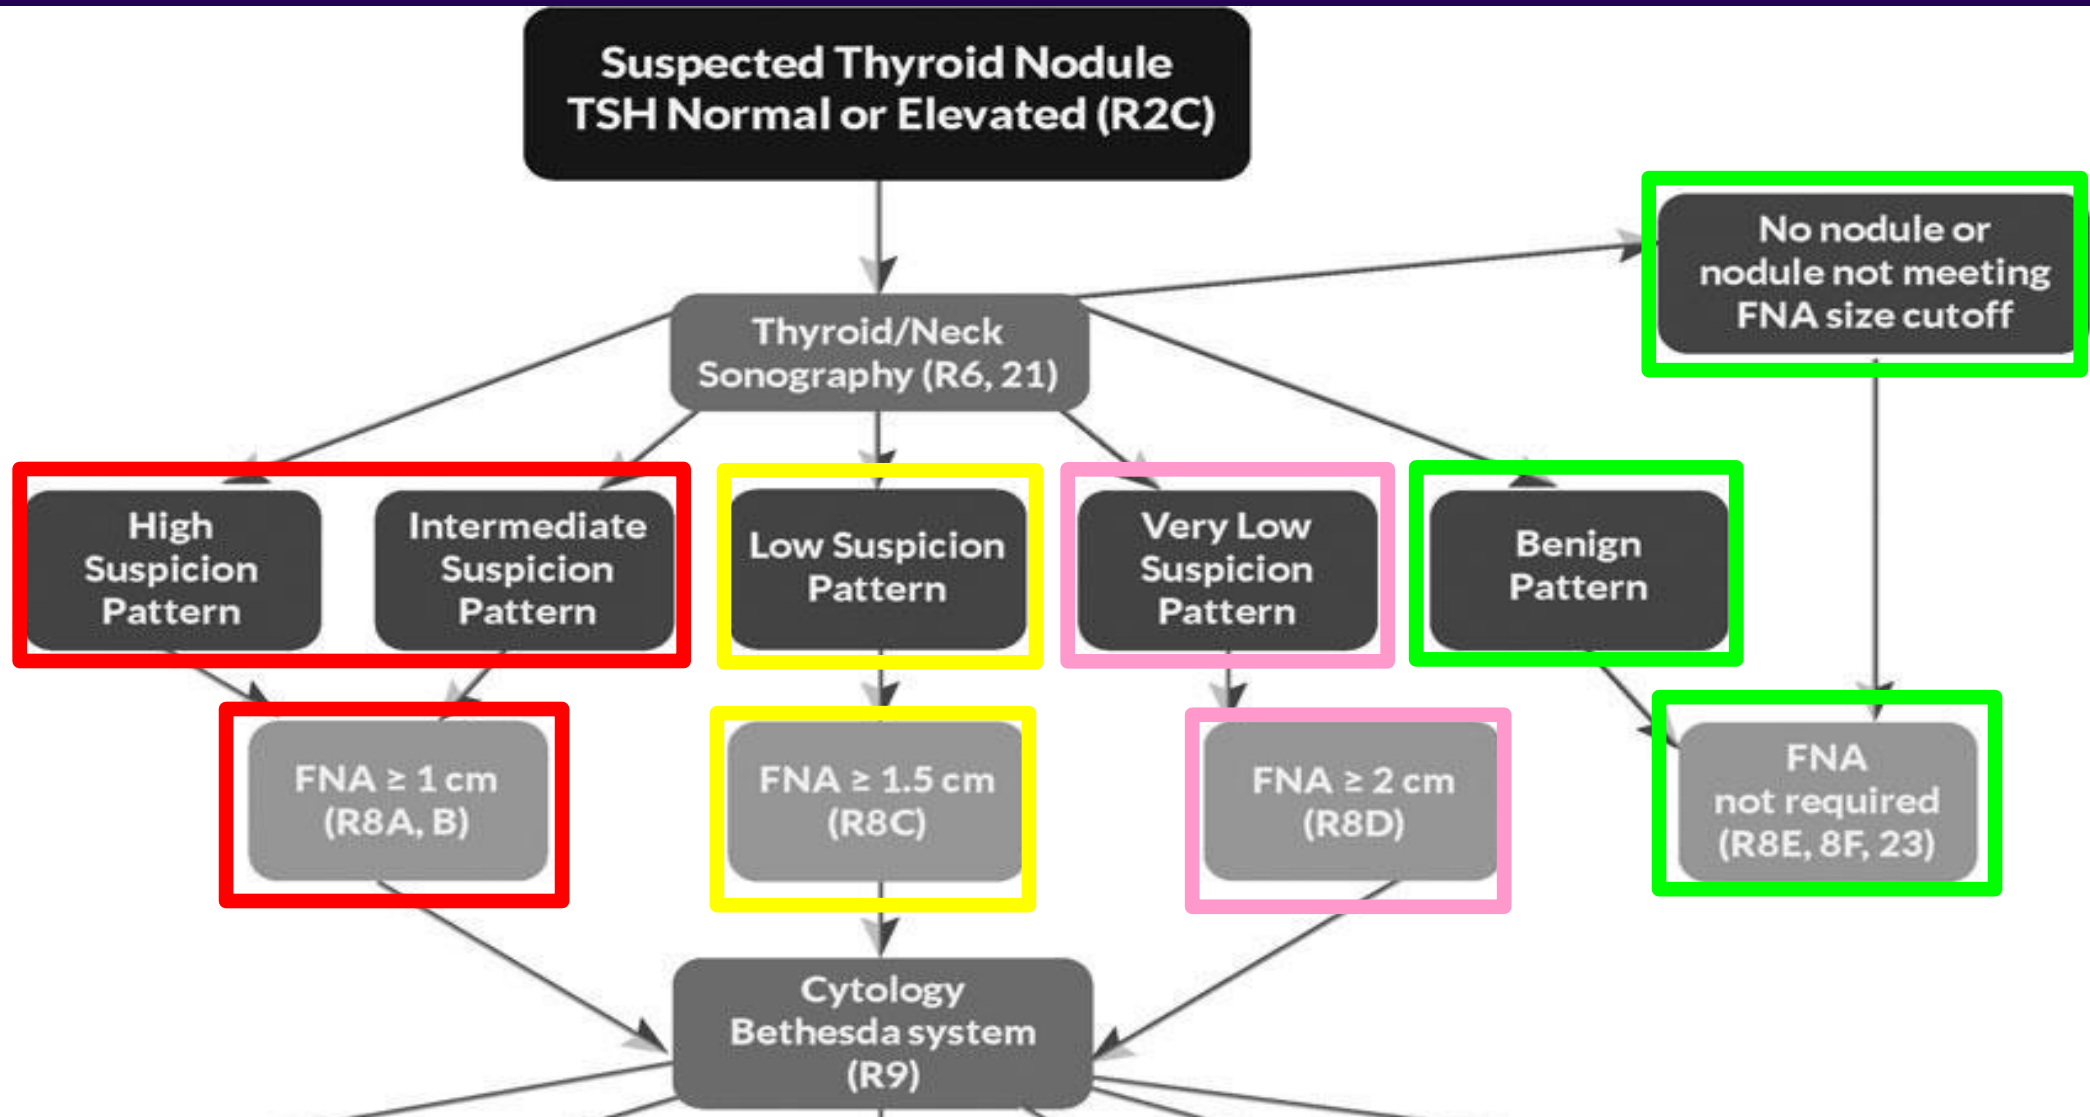 Suspected Thyroid Nodule
TSH Normal or Elevated (R2C)
No nodule or
nodule not meeting
FNA size cutoff
Thyroid/Neck
Sonography (R6, 21)
High
Suspicion
Pattern
Intermediate
Suspicion
Pattern
Low Suspicion
Pattern
Very Low
Suspicion
Pattern
Benign
Pattern
FNA ≥ 1 cm
(R8A, B)
FNA ≥ 1.5 cm
(R8C)
FNA ≥ 2 cm
(R8D)
FNA
not required
(R8E, 8F, 23)
Cytology
Bethesda system
(R9)